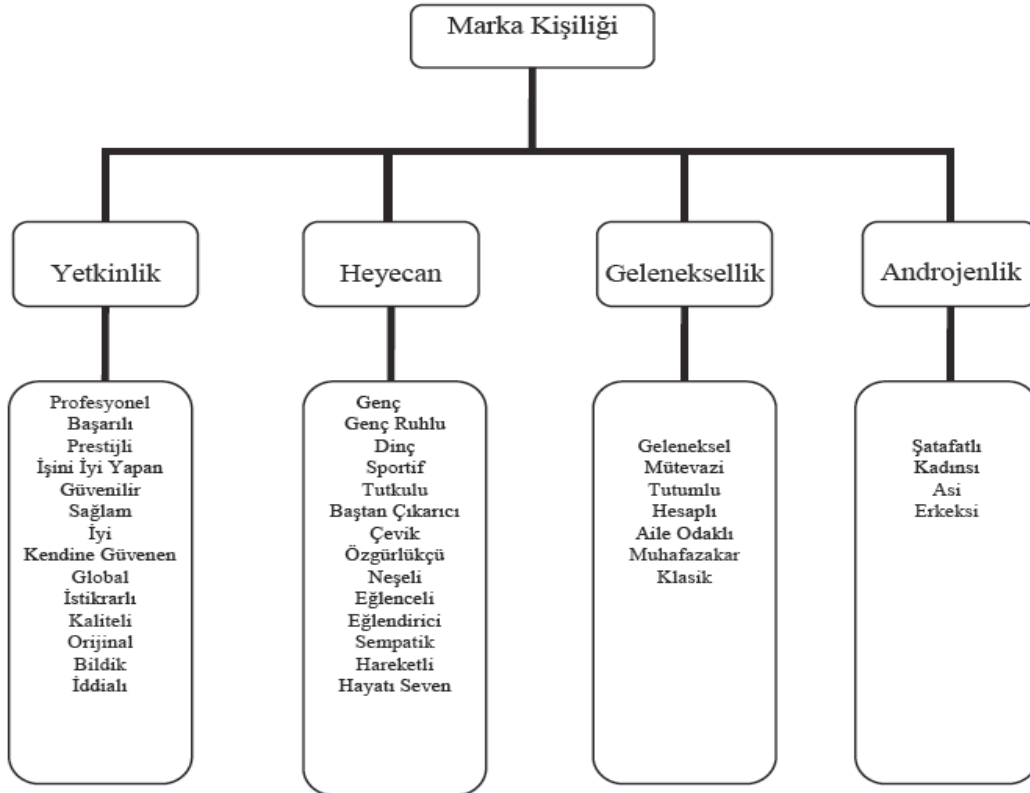 Marka Kişiliği
Yetkinlik
Heyecan
Geleneksellik
Androjenlik
Profesyonel
Başarılı
Prestijli
İşini İyi Yapan
Güvenilir
Sağlam
İyi
Kendine Güvenen
Global
İstikrarlı
Kaliteli
Orijinal
Bildik
İddialı
Genç
Genç Ruhlu
Dinç
Sportif
Tutkulu
Baştan Çıkarıcı
Çevik
Özgürlükçü
Neşeli
Eğlenceli
Eğlendirici
Sempatik
Hareketli
Hayatı Seven
Geleneksel
Mütevazi
Tutumlu
Hesaplı
Aile Odaklı
Muhafazakar
Klasik
Şatafatlı
Kadınsı
Asi
Erkeksi